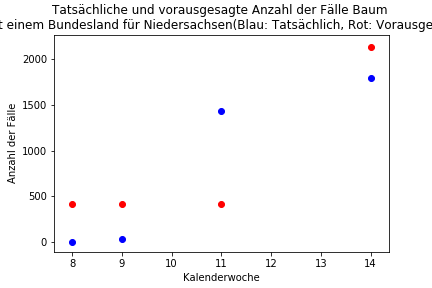 Tatsächliche und vorausgesagte Anzahl der Fälle Baum
t einem Bundesland für Niedersachsen(Blau: Tatsächlich, Rot: Vorausge
2000
1500
1000
500
0
Anzahl der Fälle
8 9 10 11 12 13 14
Kalenderwoche